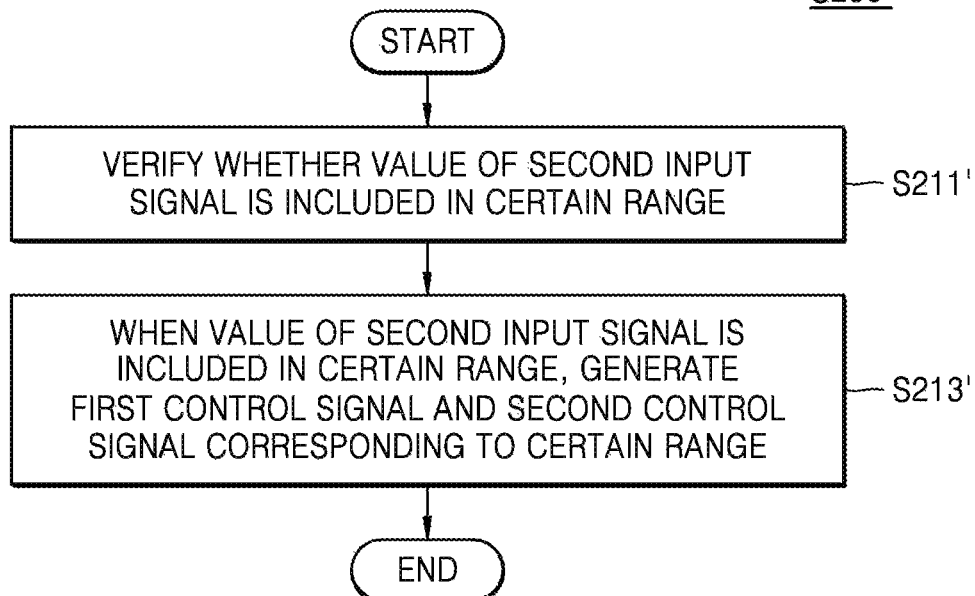 START
VERIFY WHETHER VALUE OF SECOND INPUT
SIGNAL IS INCLUDED IN CERTAIN RANGE
S211'
WHEN VALUE OF SECOND INPUT SIGNAL IS
INCLUDED IN CERTAIN RANGE, GENERATE
FIRST CONTROL SIGNAL AND SECOND CONTROL
SIGNAL CORRESPONDING TO CERTAIN RANGE
S213'
END